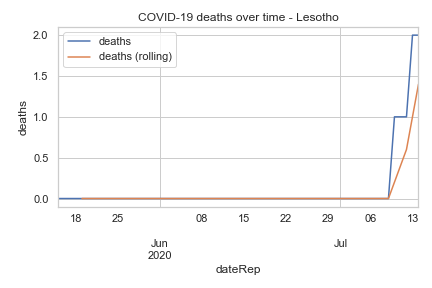 COVID-19 deaths over time - Lesotho
deaths
deaths (rolling)
deaths
2.0
1.5
1.0
0.5
0.0
18 25 08 15 22 29 06 13
Jun Jul
2020
dateRep